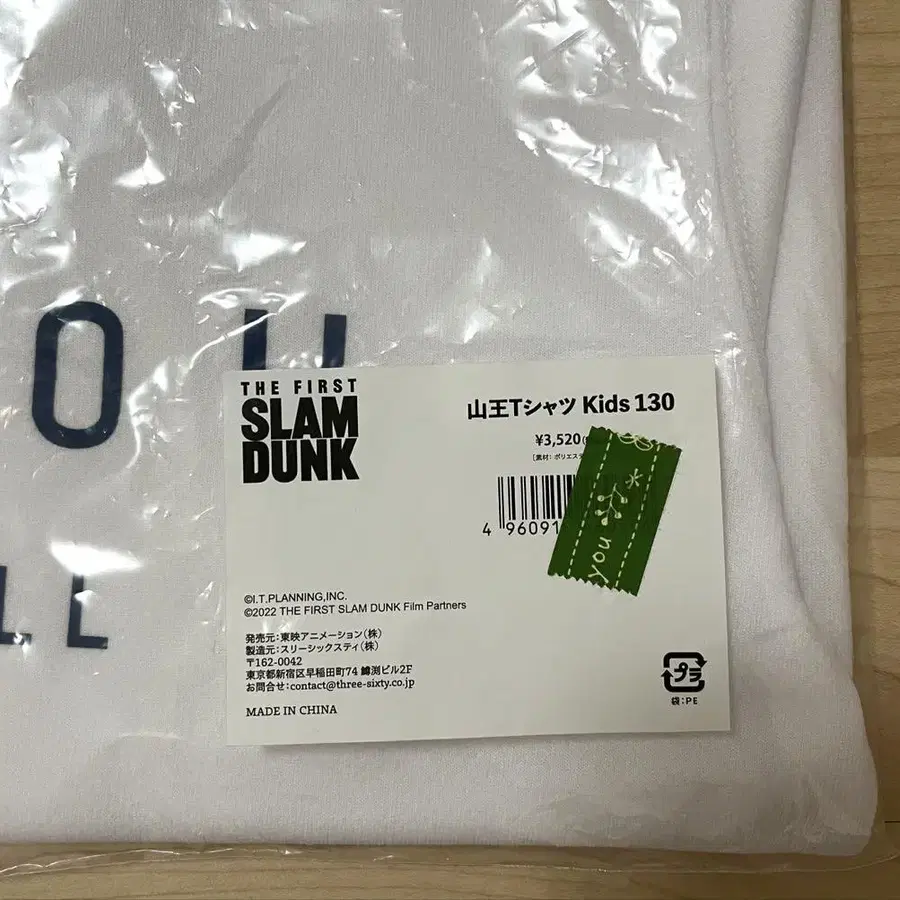 O U
LL
THE FIRST
SLAM
DUNK
山王Tシャツ Kids 130
¥3,520
[素材: ポリエステ
4 96091
you
©I.T.PLANNING,INC.
©2022 THE FIRST SLAM DUNK Film Partners
発売元:東映アニメーション(株)
製造元:スリーシックスティ(株)
〒162-0042
東京都新宿区早稲田町74 鱒渕ビル2F
お問合せ:contact@three-sixty.co.jp
MADE IN CHINA
プラ
袋:PE